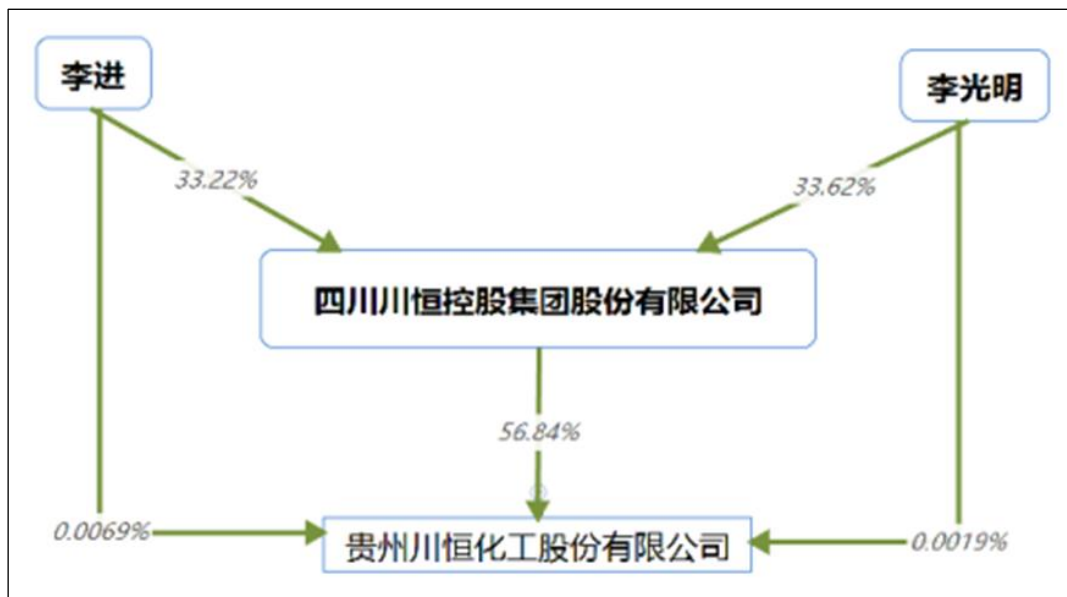 李进
李光明
33.22%
33.62%
四川川恒控股集团股份有限公司
56.84%
0.0069%
贵州川恒化工股份有限公司
0.0019%